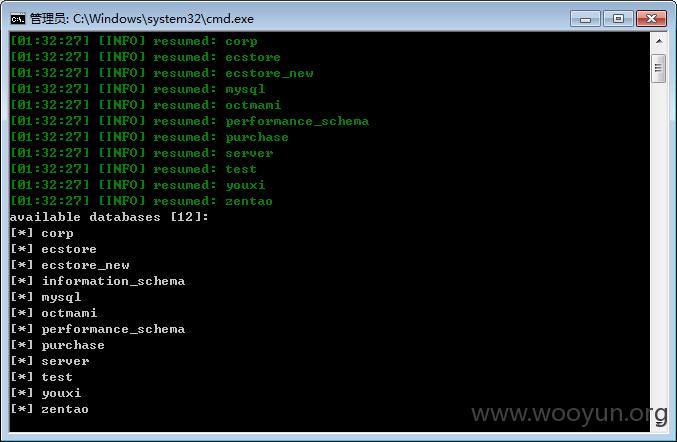 管理员: C:\Windows\system32\cmd.exe
[01:32:27] [INFO] resumed: corp
[01:32:27] [INFO] resumed: ecstore
[01:32:27] [INFO] resumed: ecstore_new
[01:32:27] [INFO] resumed: mysql
[01:32:27] [INFO] resumed: octmami
[01:32:27] [INFO] resumed: performance_schema
[01:32:27] [INFO] resumed: purchase
[01:32:27] [INFO] resumed: server
[01:32:27] [INFO] resumed: test
[01:32:27] [INFO] resumed: youxi
[01:32:27] [INFO] resumed: zentao
available databases [12]:
[*] corp
[*] ecstore
[*] ecstore_new
[*] information_schema
[*] mysql
[*] octmami
[*] performance_schema
[*] purchase
[*] server
[*] test
[*] youxi
[*] zentao
www.wooyun.org